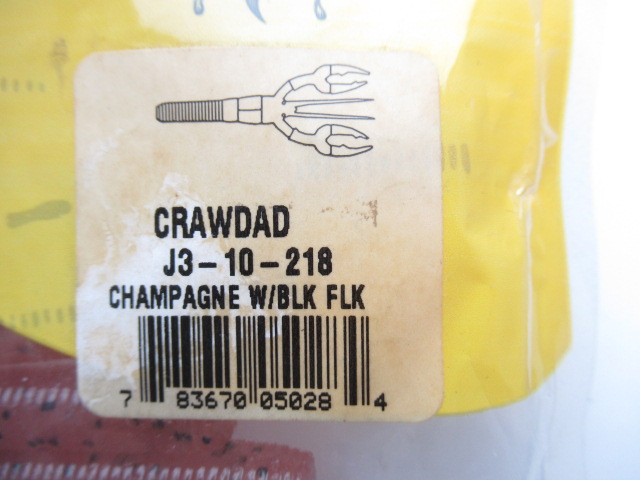 CRAWDAD
J3-10-218
CHAMPAGNE W/BLK FLK
7 83670 05028 4